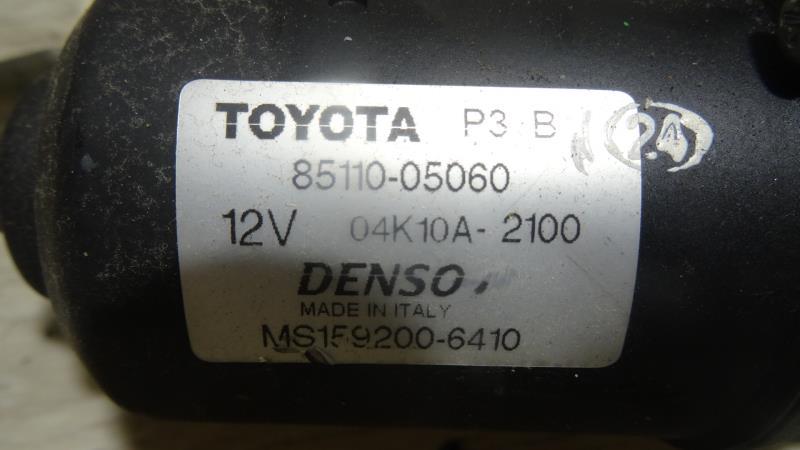 TOYOTA P3 B 24
85110-05060
12V 04K10A-2100
DENSO
MADE IN ITALY
MS159200-6410